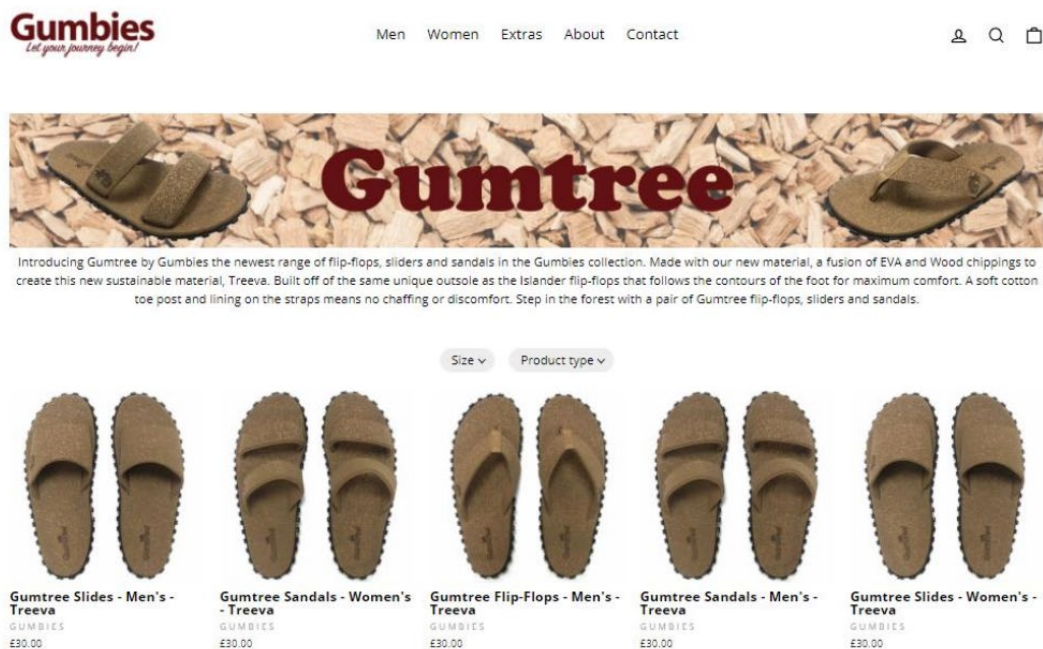 Gumbies
Let your journey begin!
Men Women Extras About Contact
Gumtree
Introducing Gumtree by Gumbies the newest range of flip-flops, sliders and sandals in the Gumbies collection. Made with our new material, a fusion of EVA and Wood chippings to
create this new sustainable material, Treeva. Built off of the same unique outsole as the Islander flip-flops that follows the contours of the foot for maximum comfort. A soft cotton
toe post and lining on the straps means no chaffing or discomfort. Step in the forest with a pair of Gumtree flip-flops, sliders and sandals.
Size Product type
Gumtree Slides - Men's -
Treeva
GUMBIES
£30.00
Gumtree Sandals - Women's
- Treeva
GUMBIES
£30.00
Gumtree Flip-Flops - Men's -
Treeva
GUMBIES
£30.00
Gumtree Sandals - Men's -
Treeva
GUMBIES
£30.00
Gumtree Slides - Women's -
Treeva
GUMBIES
£30.00